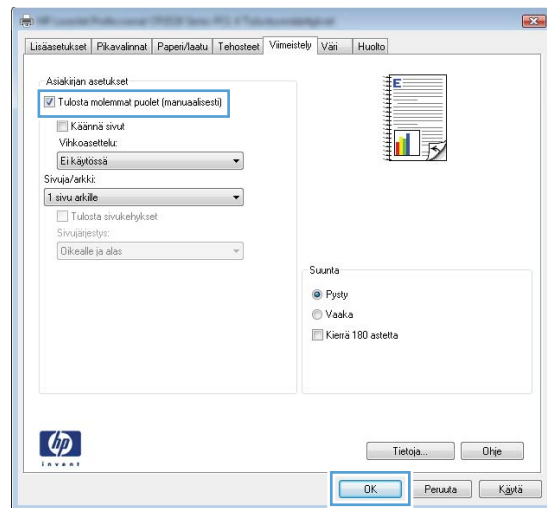 Lisäasetukset Pikavalinnat Paperi/laatu Tehosteet Viimeistely Väri Huolto
Asiakirjan asetukset
Tulosta molemmat puolet (manuaalisesti)
Käännä sivut
Vihkoasettelu:
Ei käytössä
Sivuja/arkki:
1 sivu arkille
Tulosta sivukehykset
Sivujärjestys:
Oikealle ja alas
E
Suunta
Pysty
Vaaka
Kierrä 180 astetta
hp
invent
Tietoja... Ohje
OK Peruuta Käytä